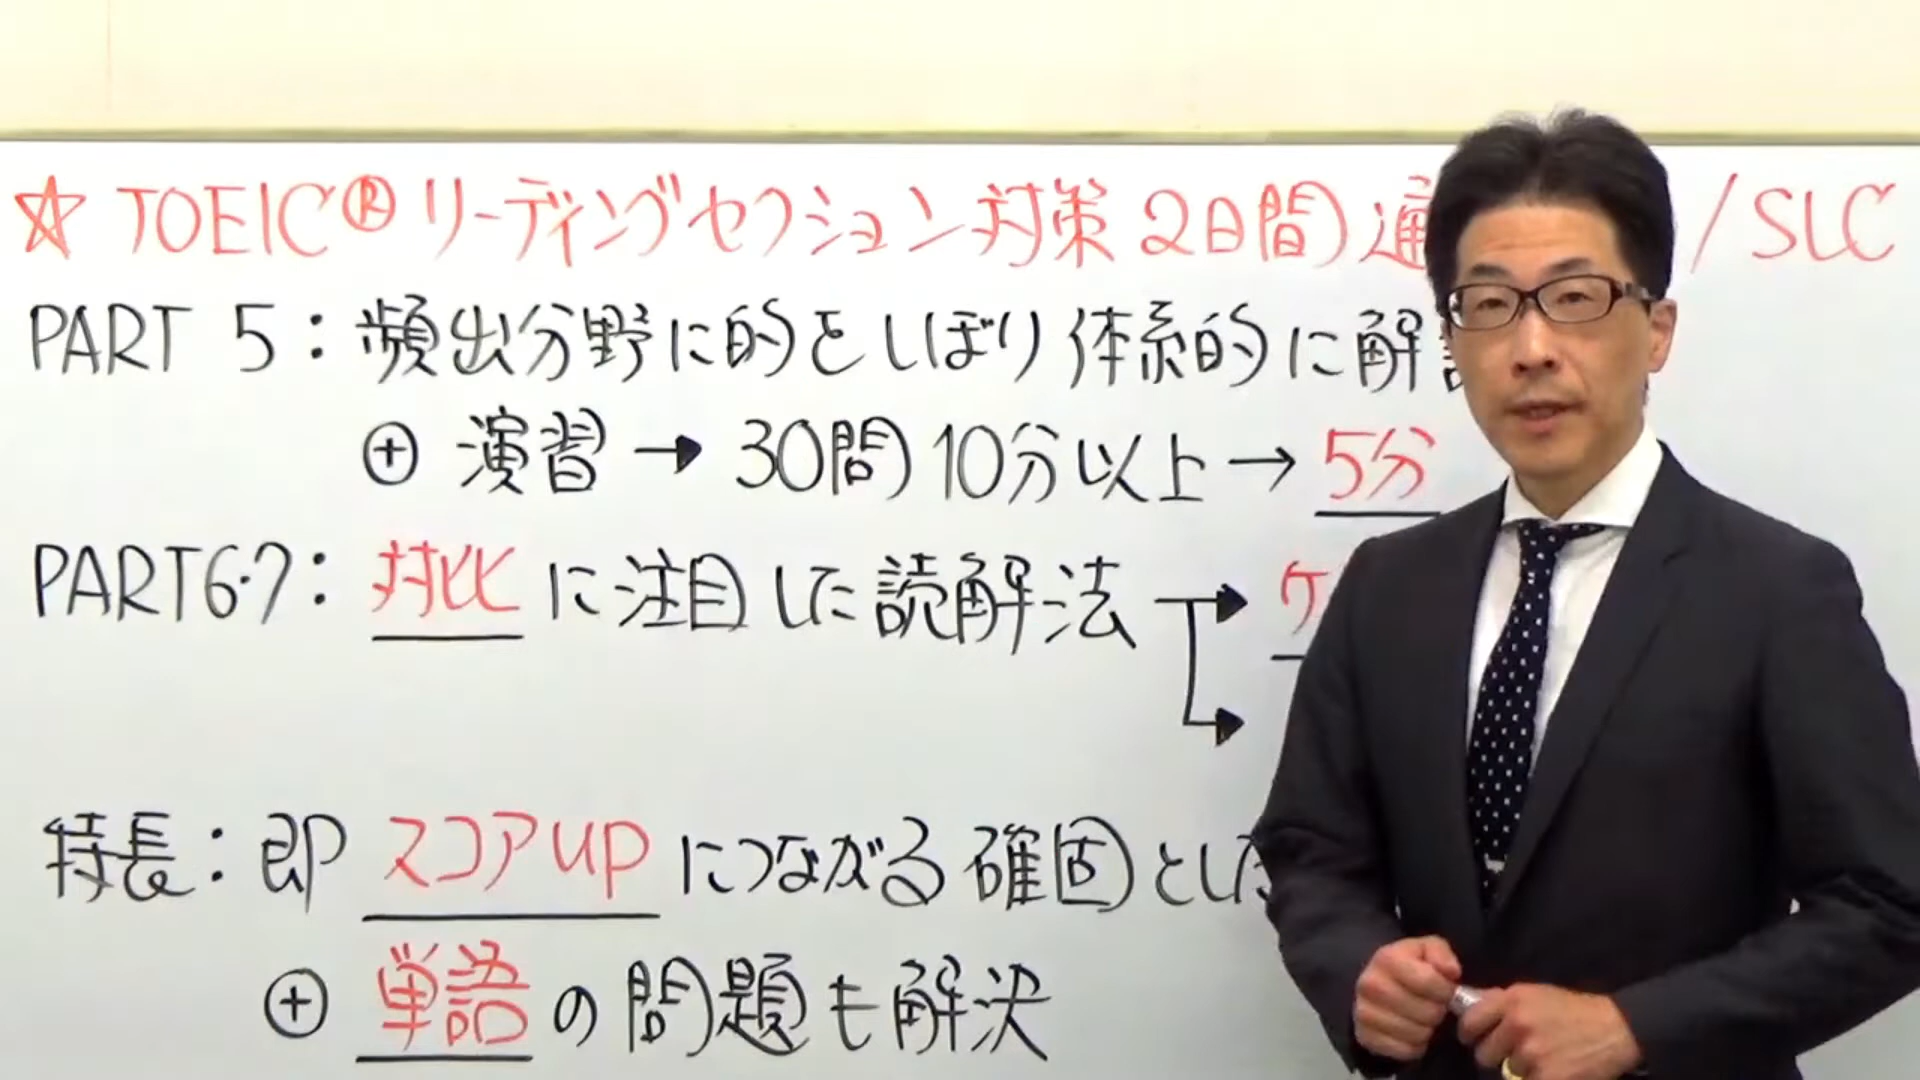 ☆ TOEIC® リーディングセクション対策 2日間 通 / SLC
PART 5: 頻出分野に的をしぼり 体系的に解
⊕ 演習 → 30問 10分以上 → 5分
PART6・7: 対比 に注目した読解法 →
特長: 即 スコアUP につながる 確固とした
⊕ 単語 の問題も解決